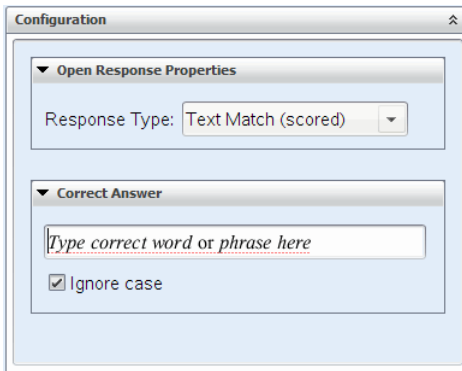 Configuration
Open Response Properties
Response Type: Text Match (scored)
Correct Answer
Type correct word or phrase here
Ignore case